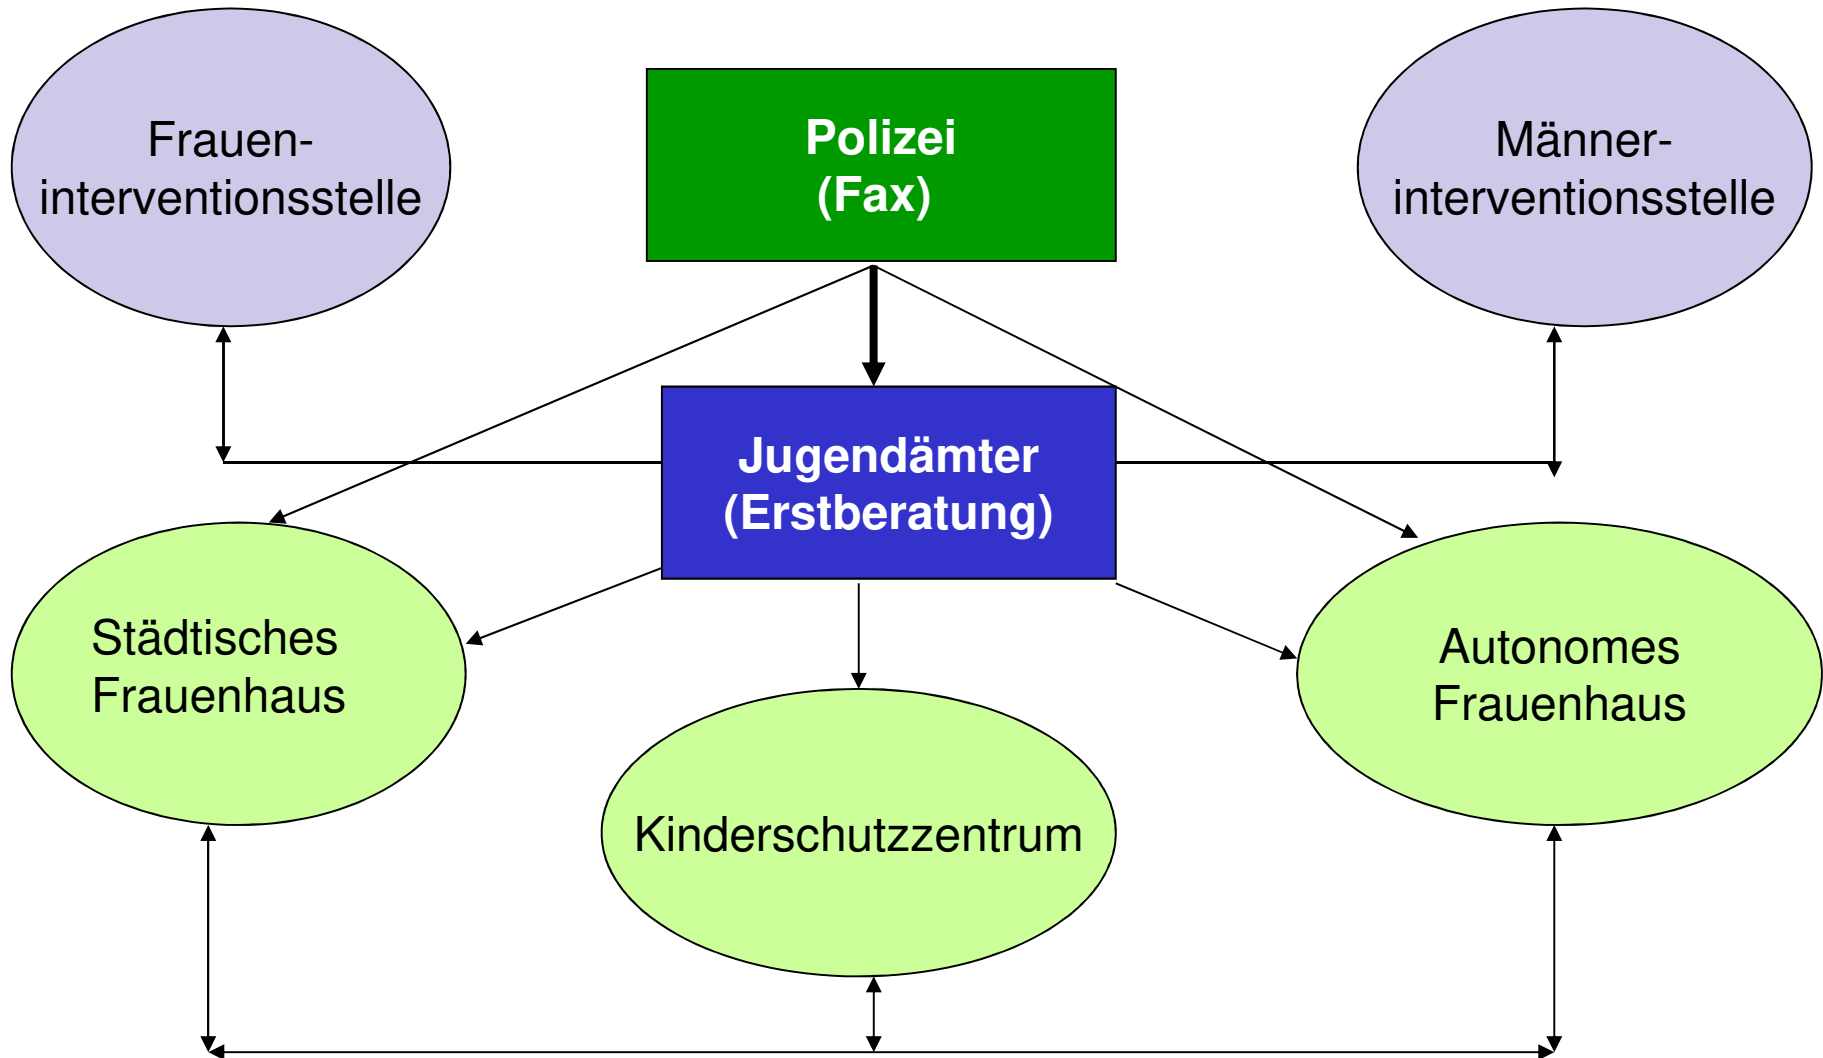 Frauen-
interventionsstelle
Polizei
(Fax)
Männer-
interventionsstelle
Jugendämter
(Erstberatung)
Städtisches
Frauenhaus
Autonomes
Frauenhaus
Kinderschutzzentrum